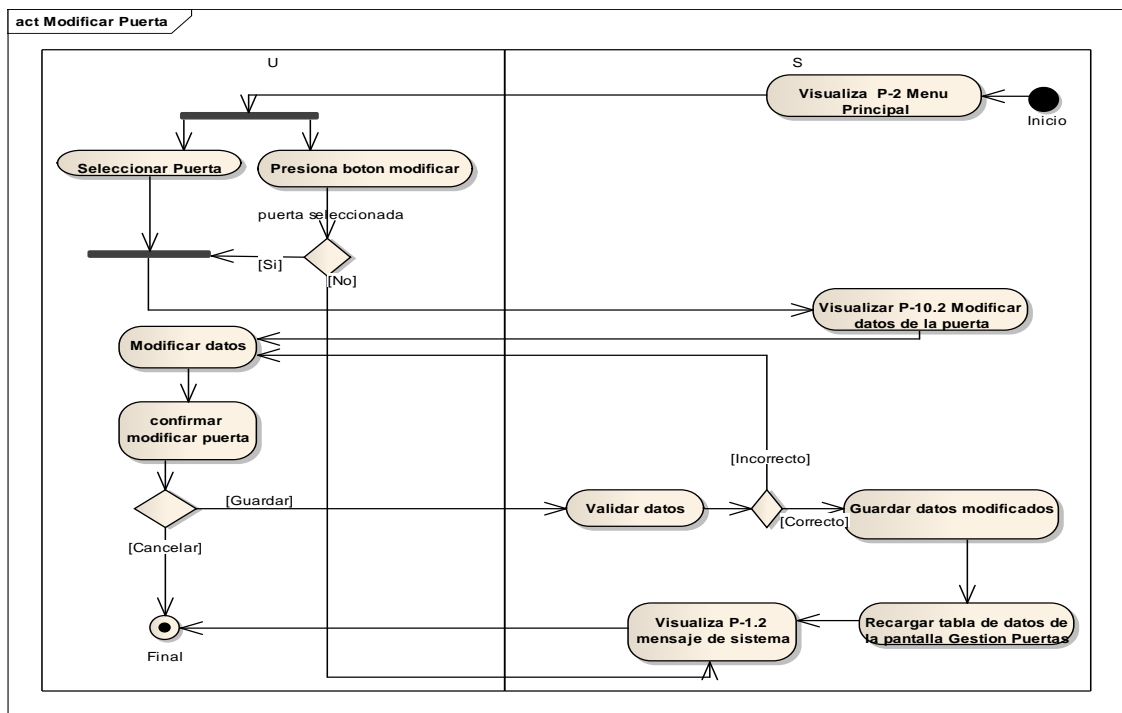 act Modificar Puerta
U
S
Visualiza P-2 Menu
Principal
Inicio
Seleccionar Puerta
Presiona boton modificar
puerta seleccionada
[Si]
[No]
Visualizar P-10.2 Modificar
datos de la puerta
Modificar datos
confirmar
modificar puerta
[Incorrecto]
[Guardar]
Validar datos
[Correcto]
Guardar datos modificados
[Cancelar]
Visualiza P-1.2
mensaje de sistema
Recargar tabla de datos de
la pantalla Gestion Puertas
Final